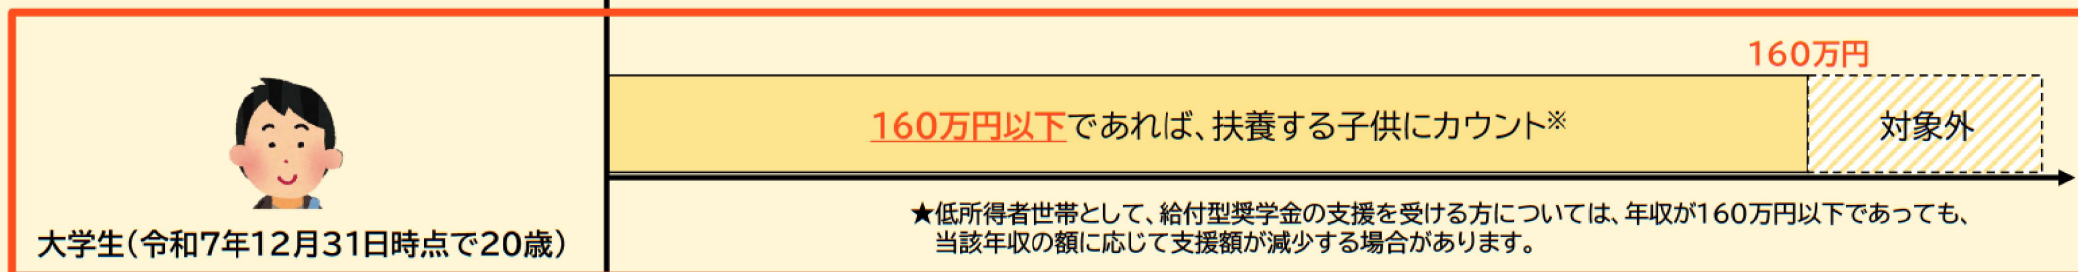 160万円
160万円以下であれば、扶養する子供にカウント※
対象外
大学生(令和7年12月31日時点で20歳)
★低所得者世帯として、給付型奨学金の支援を受ける方については、年収が160万円以下であっても、
当該年収の額に応じて支援額が減少する場合があります。